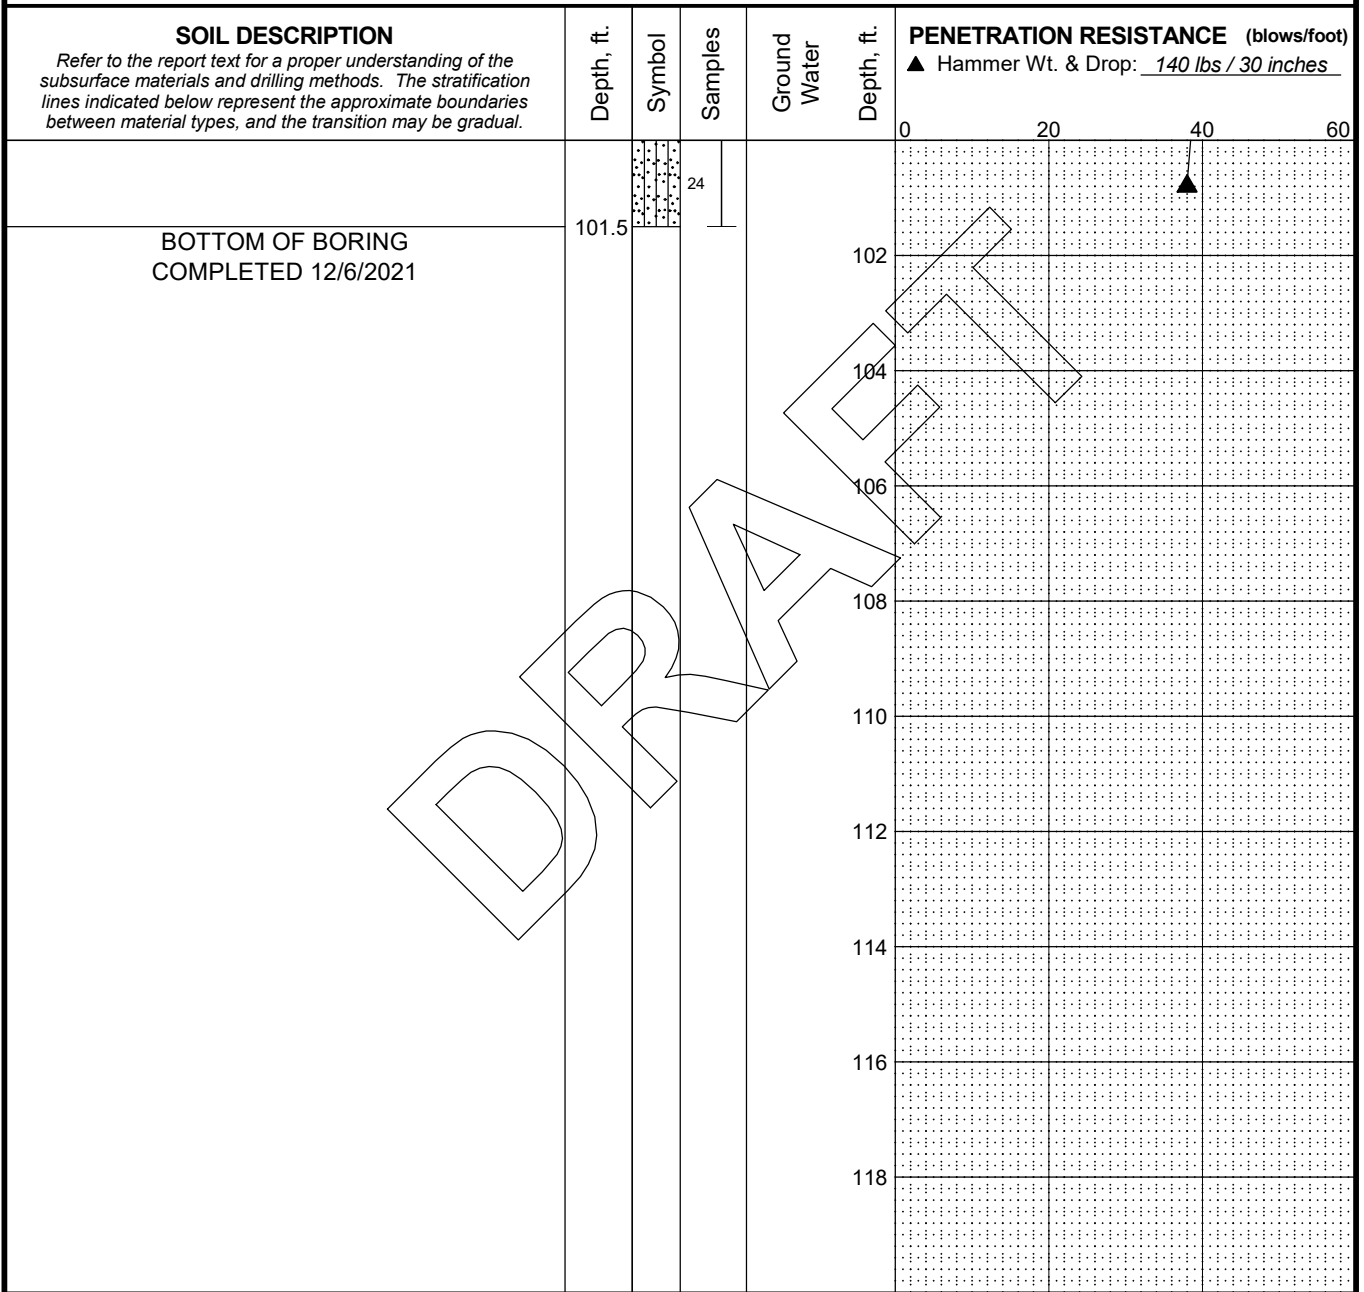 SOIL DESCRIPTION
Refer to the report text for a proper understanding of the
subsurface materials and drilling methods. The stratification
lines indicated below represent the approximate boundaries
between material types, and the transition may be gradual.
Depth, ft.
Symbol
Samples
Ground
Water
Depth, ft.
PENETRATION RESISTANCE (blows/foot)
▲ Hammer Wt. & Drop: 140 lbs / 30 inches
0 20 40 60
24
101.5
BOTTOM OF BORING
COMPLETED 12/6/2021
102
104
106
108
110
112
114
116
118
DRAFT